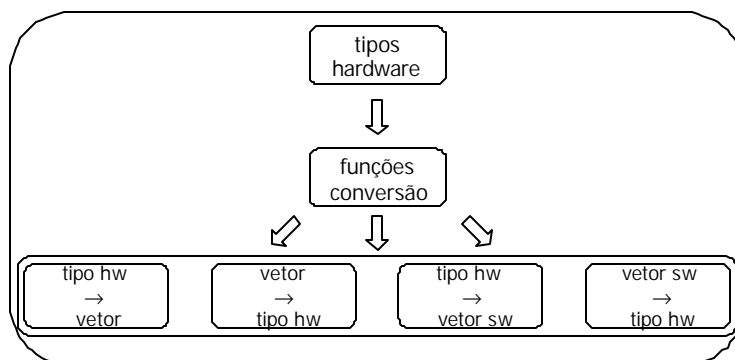 tipos
hardware
funções
conversão
tipo hw
→
vetor
vetor
→
tipo hw
tipo hw
→
vetor sw
vetor sw
→
tipo hw